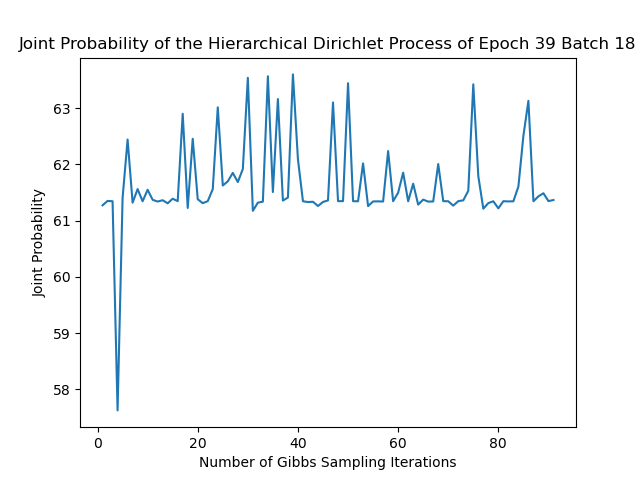 Joint Probability of the Hierarchical Dirichlet Process of Epoch 39 Batch 18
63
62
61
60
59
58
Joint Probability
0 20 40 60 80
Number of Gibbs Sampling Iterations